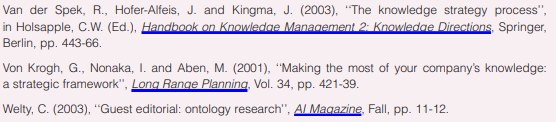 Van der Spek, R., Hofer-Alfeis, J. and Kingma, J. (2003), ‘‘The knowledge strategy process’’,
in Holsapple, C.W. (Ed.), Handbook on Knowledge Management 2: Knowledge Directions, Springer,
Berlin, pp. 443-66.
Von Krogh, G., Nonaka, I. and Aben, M. (2001), ‘‘Making the most of your company’s knowledge:
a strategic framework’’, Long Range Planning, Vol. 34, pp. 421-39.
Welty, C. (2003), ‘‘Guest editorial: ontology research’’, AI Magazine, Fall, pp. 11-12.